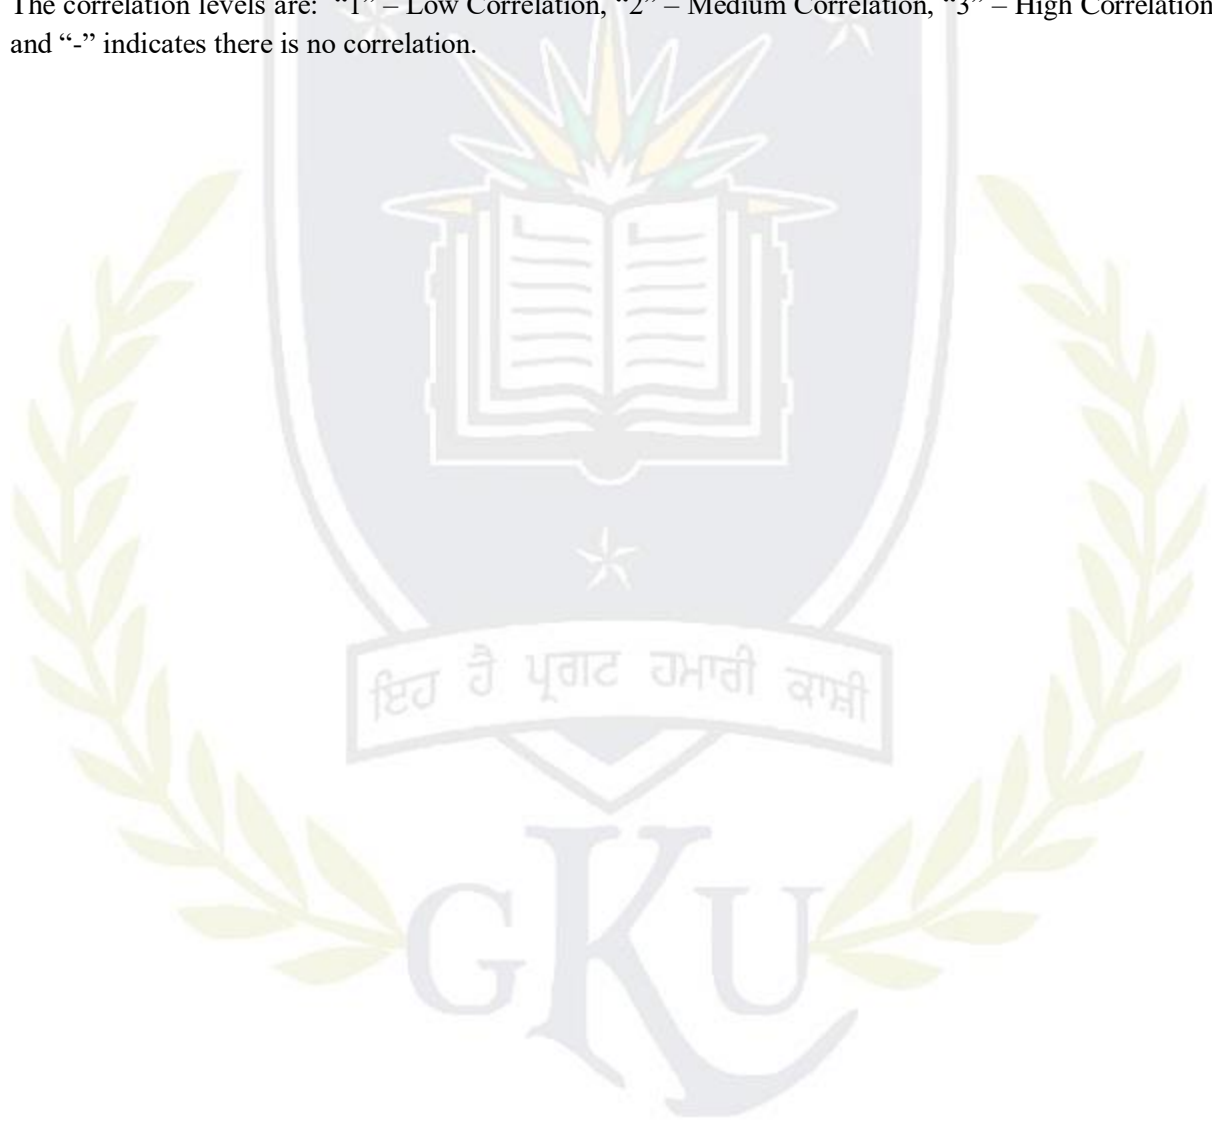 The correlation levels are: “1” – Low Correlation, “2” – Medium Correlation, “3” – High Correlation
and “-” indicates there is no correlation.
ਇਹ ਹੈ ਪ੍ਰਗਟ ਹਮਾਰੀ ਕਾਸ਼ੀ
GKU